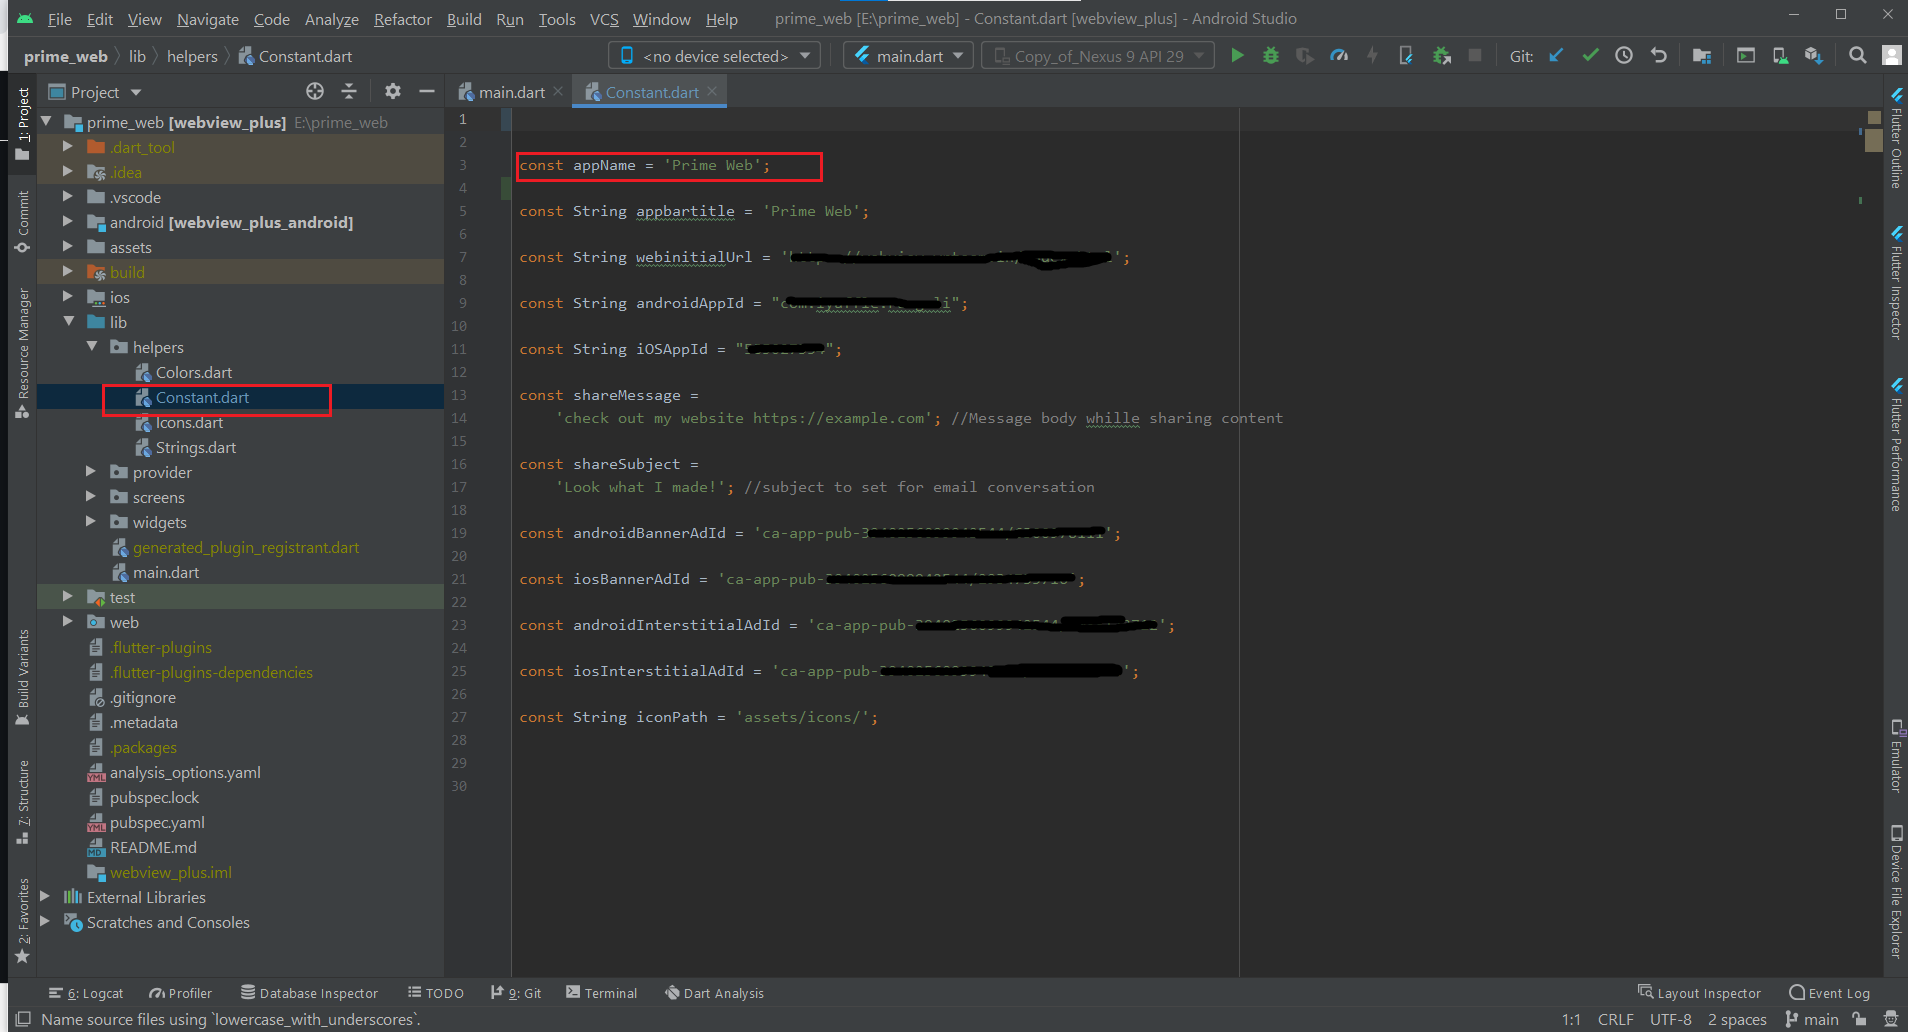 File Edit View Navigate Code Analyze Refactor Build Run Tools VCS Window Help prime_web [E:\prime_web] - Constant.dart [webview_plus] - Android Studio
prime_web lib helpers Constant.dart <no device selected> main.dart Copy_of_Nexus 9 API 29 Git:
Project
main.dart Constant.dart
1: Project
Commit
Resource Manager
Build Variants
7: Structure
2: Favorites
prime_web [webview_plus] E:\prime_web
.dart_tool
.idea
.vscode
android [webview_plus_android]
assets
build
ios
lib
helpers
Colors.dart
Constant.dart
Icons.dart
Strings.dart
provider
screens
widgets
generated_plugin_registrant.dart
main.dart
test
web
.flutter-plugins
.flutter-plugins-dependencies
.gitignore
.metadata
.packages
analysis_options.yaml
pubspec.lock
pubspec.yaml
README.md
webview_plus.iml
External Libraries
Scratches and Consoles
1
2
3 const appName = 'Prime Web';
4
5 const String appbartitle = 'Prime Web';
6
7 const String webinitialUrl = '';
8
9 const String androidAppId = "";
10
11 const String iOSAppId = "";
12
13 const shareMessage =
14 'check out my website https://example.com'; //Message body whille sharing content
15
16 const shareSubject =
17 'Look what I made!'; //subject to set for email conversation
18
19 const androidBannerAdId = 'ca-app-pub-3';
20
21 const iosBannerAdId = 'ca-app-pub-';
22
23 const androidInterstitialAdId = 'ca-app-pub-';
24
25 const iosInterstitialAdId = 'ca-app-pub-';
26
27 const String iconPath = 'assets/icons/';
28
29
30
Flutter Outline
Flutter Inspector
Flutter Performance
Emulator
Device File Explorer
6: Logcat Profiler Database Inspector TODO 9: Git Terminal Dart Analysis Layout Inspector Event Log
Name source files using `lowercase_with_underscores`. 1:1 CRLF UTF-8 2 spaces main